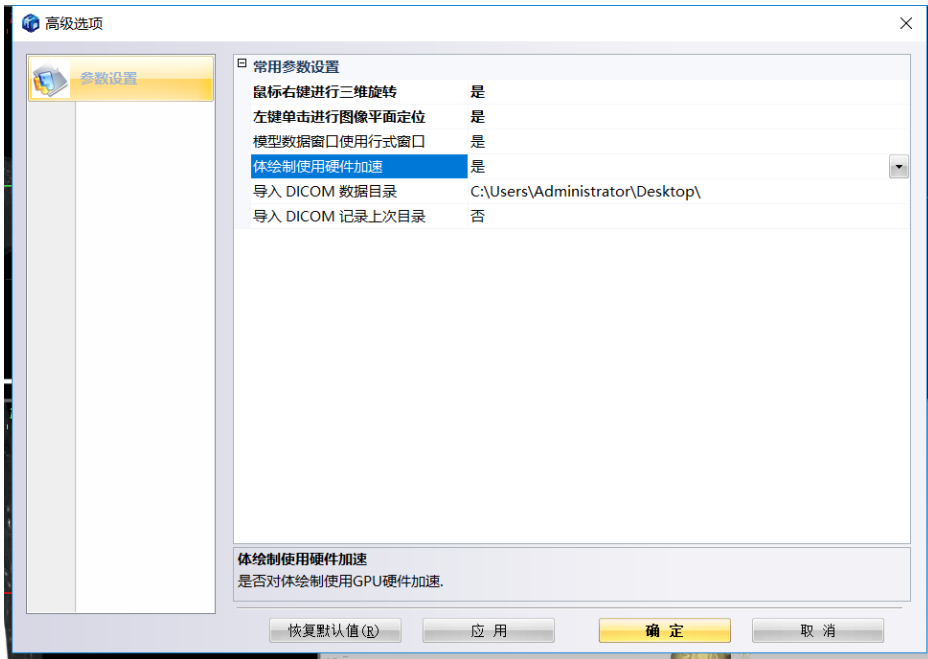 高级选项
参数设置
常用参数设置
鼠标右键进行三维旋转 是
左键单击进行图像平面定位 是
模型数据窗口使用行式窗口 是
体绘制使用硬件加速 是
导入 DICOM 数据目录 C:\Users\Administrator\Desktop\
导入 DICOM 记录上次目录 否
体绘制使用硬件加速
是否对体绘制使用GPU硬件加速.
恢复默认值(R) 应 用 确 定 取 消